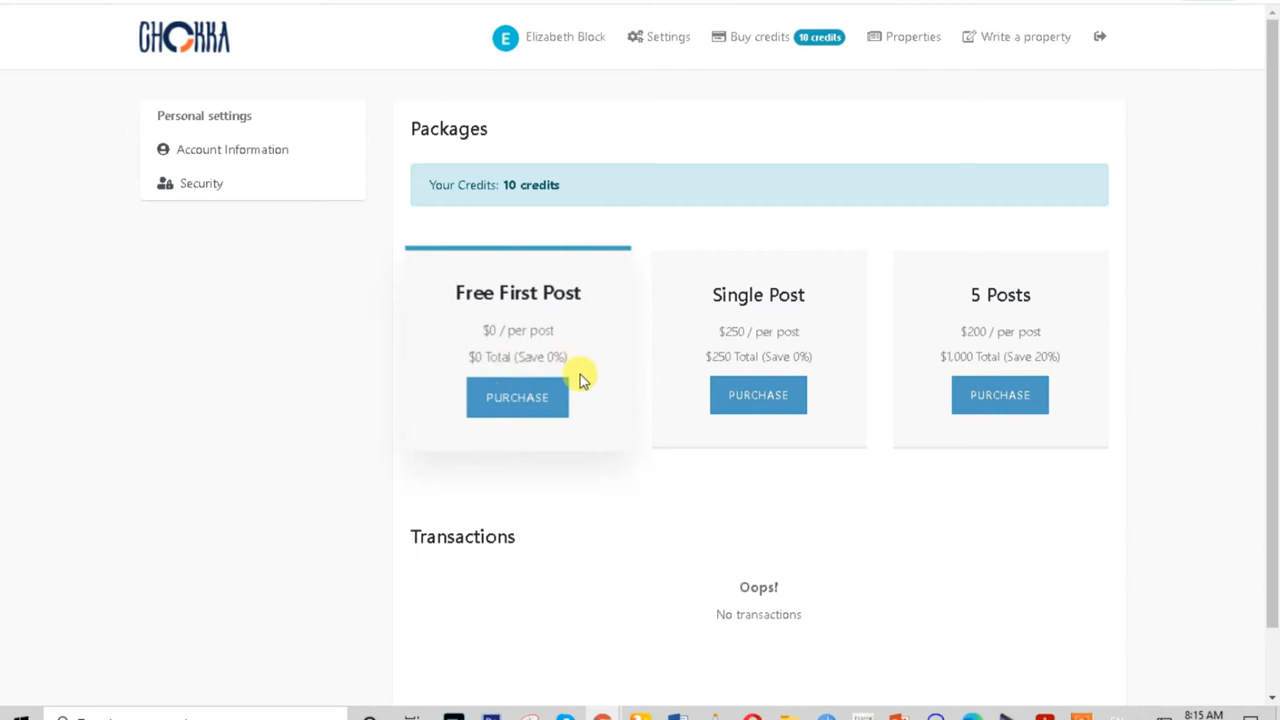 CHOKKA
E Elizabeth Block Settings Buy credits 10 credits Properties Write a property
Personal settings
Account Information
Security
Packages
Your Credits: 10 credits
Free First Post
$0 / per post
$0 Total (Save 0%)
PURCHASE
Single Post
$250 / per post
$250 Total (Save 0%)
PURCHASE
5 Posts
$200 / per post
$1,000 Total (Save 20%)
PURCHASE
Transactions
Oops!
No transactions
8:15 AM